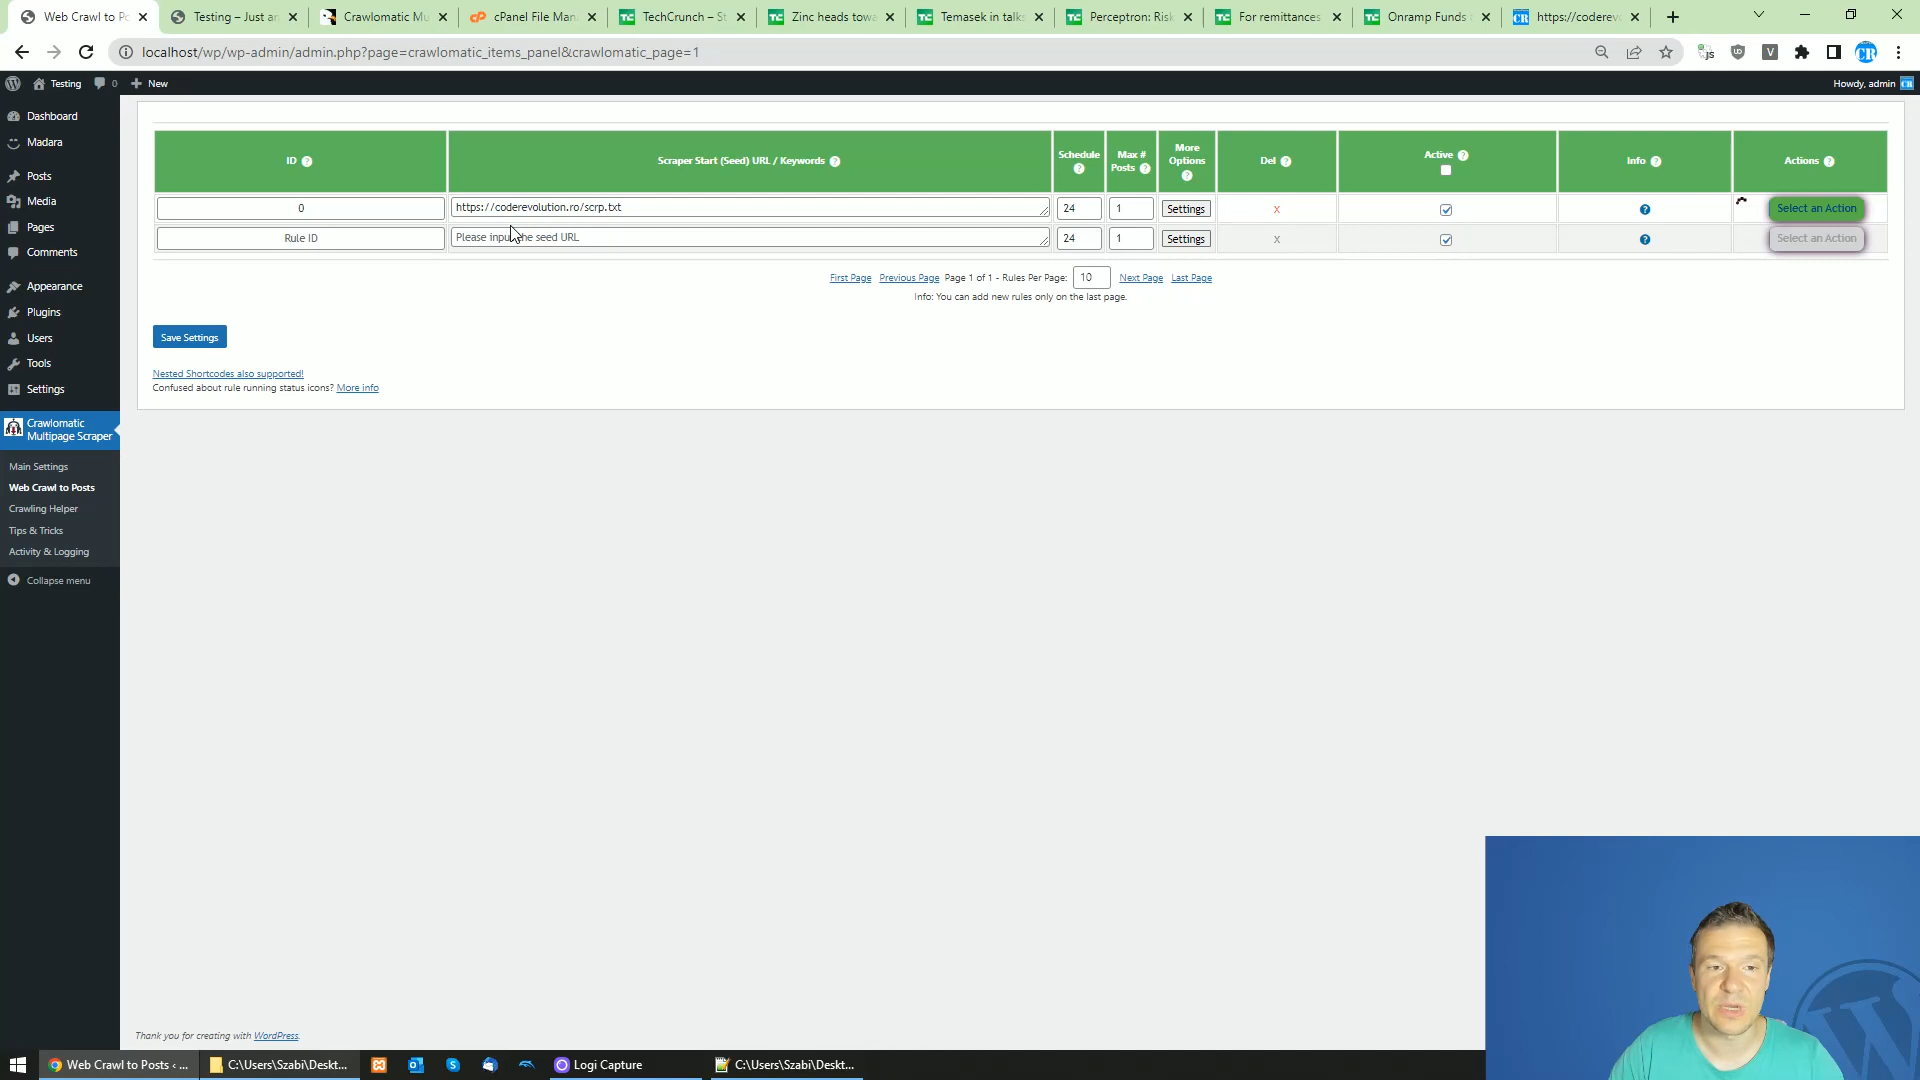 Web Crawl to Po
Testing – Just an
Crawlomatic Mu
cPanel File Man
TechCrunch – St
Zinc heads towa
Temasek in talks
Perceptron: Risk
For remittances
Onramp Funds
https://coderev
localhost/wp/wp-admin/admin.php?page=crawlomatic_items_panel&crawlomatic_page=1
Testing
0
New
Howdy, admin
Dashboard
Madara
Posts
Media
Pages
Comments
Appearance
Plugins
Users
Tools
Settings
Crawlomatic
Multipage Scraper
Main Settings
Web Crawl to Posts
Crawling Helper
Tips & Tricks
Activity & Logging
Collapse menu
ID
Scraper Start (Seed) URL / Keywords
Schedule
Max #
Posts
More
Options
Del
Active
Info
Actions
0
https://coderevolution.ro/scrp.txt
24
1
Settings
X
Select an Action
Rule ID
Please input the seed URL
24
1
Settings
X
Select an Action
First Page
Previous Page
Page 1 of 1 - Rules Per Page:
10
Next Page
Last Page
Info: You can add new rules only on the last page.
Save Settings
Nested Shortcodes also supported!
Confused about rule running status icons? More info
Thank you for creating with WordPress.
Web Crawl to Posts ‹ ...
C:\Users\Szabi\Deskt...
Logi Capture
C:\Users\Szabi\Deskt...